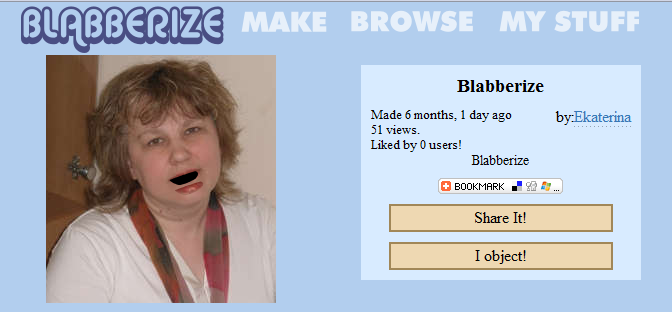 BLABBERIZE MAKE BROWSE MY STUFF
Blabberize
Made 6 months, 1 day ago by:Ekaterina
51 views.
Liked by 0 users!
Blabberize
BOOKMARK ...
Share It!
I object!